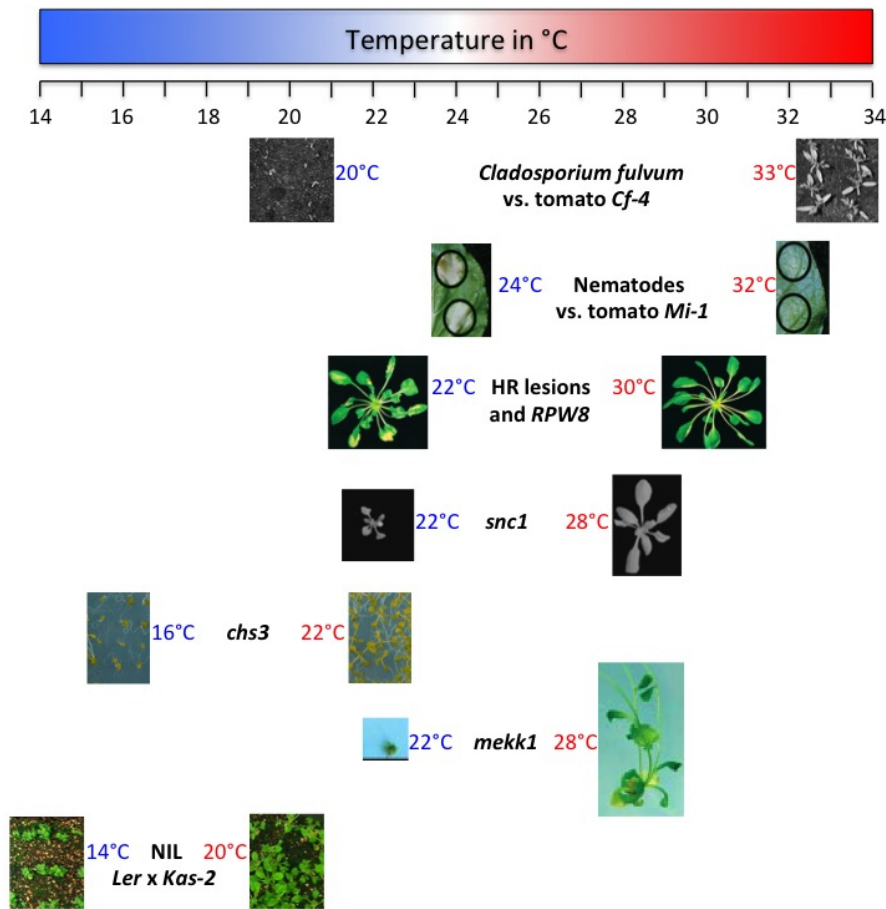 Temperature in °C
14 16 18 20 22 24 26 28 30 32 34
20°C Cladosporium fulvum 33°C
vs. tomato Cf-4
24°C Nematodes 32°C
vs. tomato Mi-1
22°C HR lesions 30°C
and RPW8
22°C snc1 28°C
16°C chs3 22°C
22°C mekk1 28°C
14°C NIL 20°C
Ler x Kas-2